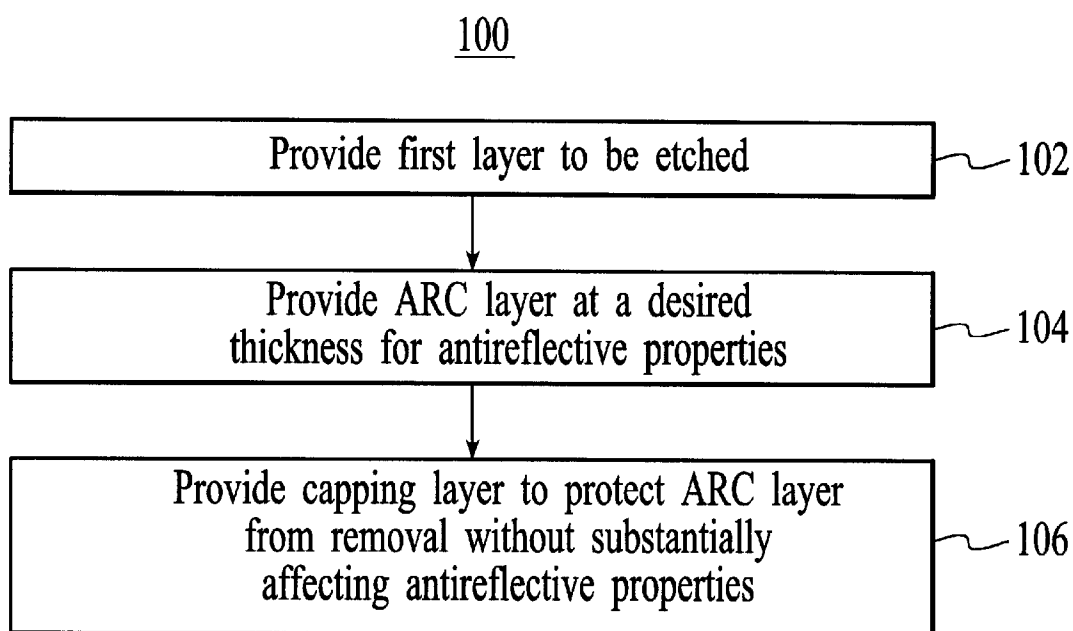 100
Provide first layer to be etched
102
Provide ARC layer at a desired
thickness for antireflective properties
104
Provide capping layer to protect ARC layer
from removal without substantially
affecting antireflective properties
106